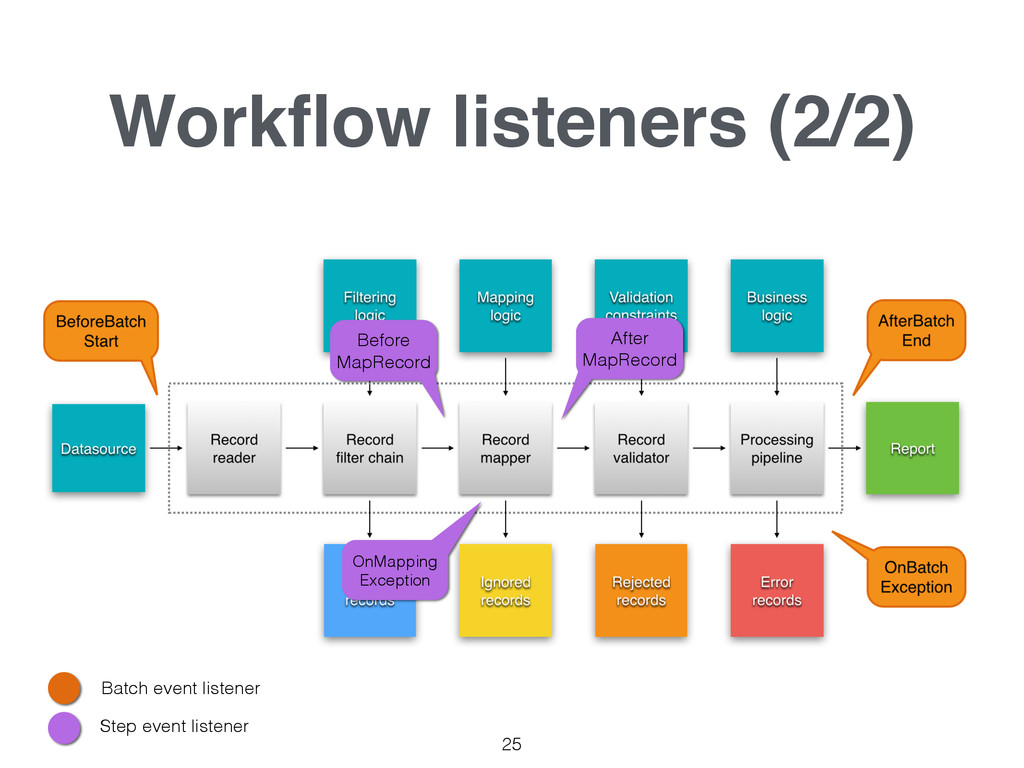 Workflow listeners (2/2)
Filtering
logic
Mapping
logic
Validation
constraints
Business
logic
BeforeBatch
Start
Before
MapRecord
After
MapRecord
AfterBatch
End
Datasource
Record
reader
Record
filter chain
Record
mapper
Record
validator
Processing
pipeline
Report
OnMapping
Exception
records
Ignored
records
Rejected
records
Error
records
OnBatch
Exception
Batch event listener
Step event listener
25